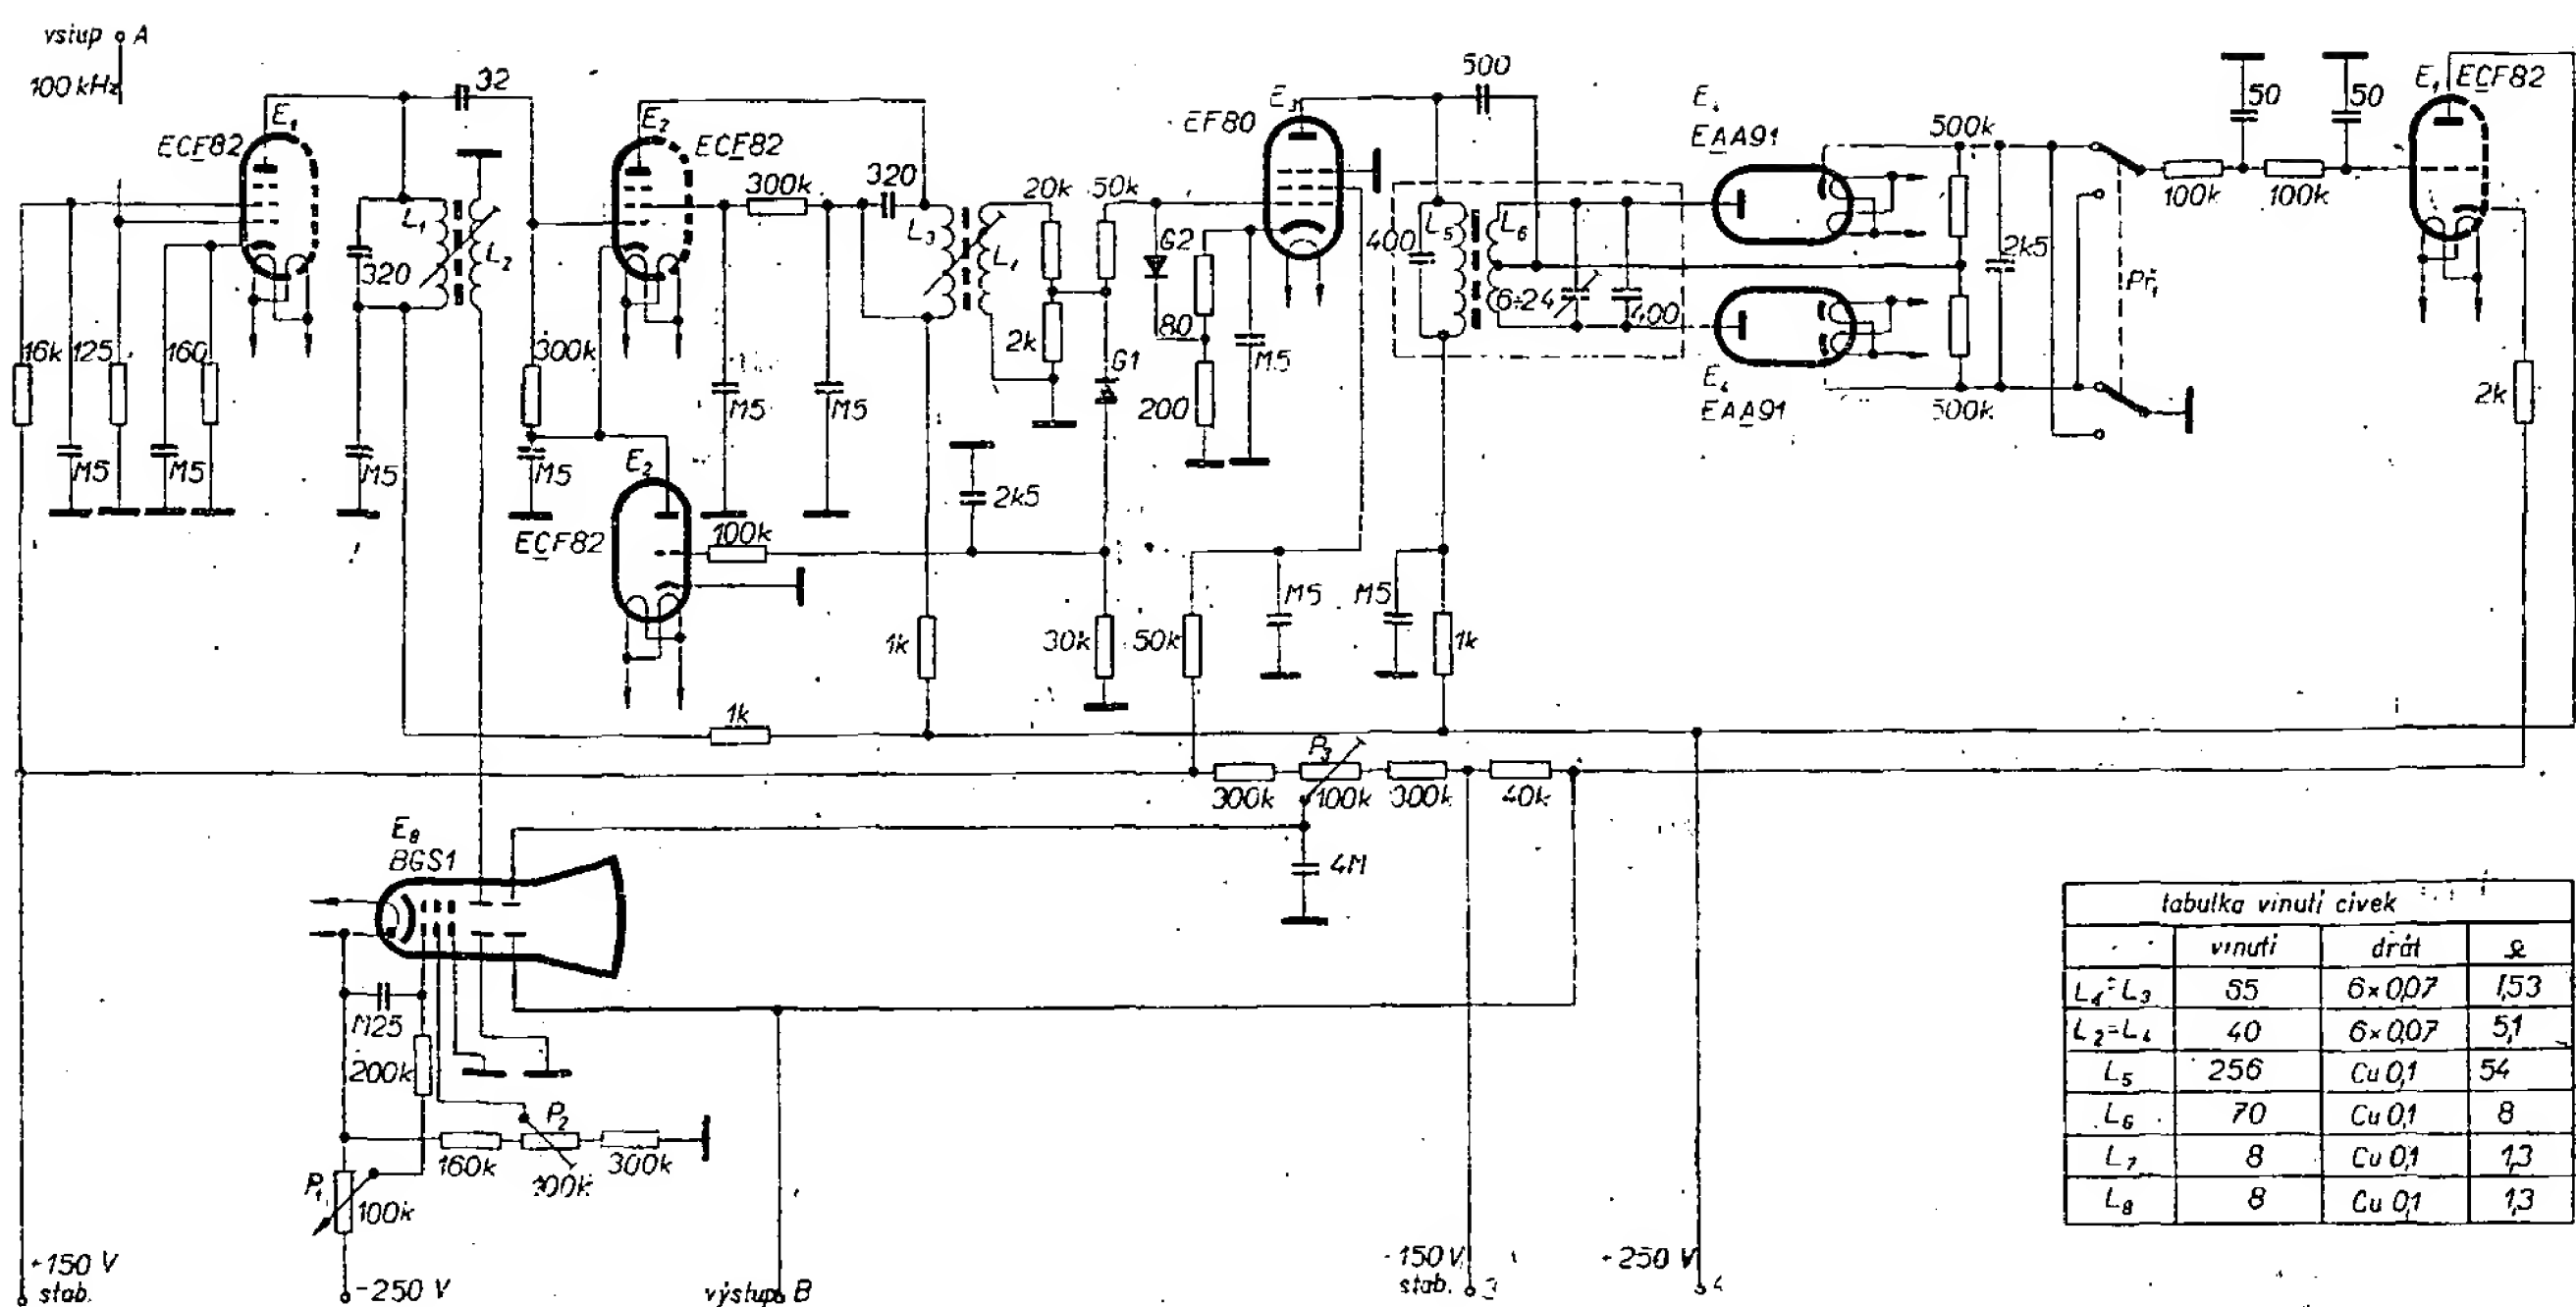 vstup A
100 kHz
E₁
ECF82
32
L₁
L₂
320
16k
125
160
M5
M5
M5
E₂
ECF82
300k
320
300k
M5
M5
M5
L₃
20k
50k
2k
G1
G2
E₂
ECF82
100k
2k5
1k
30k
1k
E₃
EF80
500
80
200
M5
400
L₅
L₆
6÷24
400
50k
M5
M5
1k
E₄
EAA91
E₄
EAA91
500k
500k
2k5
Př₁
100k
100k
50
50
E₁ ECF82
2k
300k
P₃
100k
300k
40k
4M
E₈
BGS1
M25
200k
160k
P₂
300k
P₁
100k
+150 V
stab.
-250 V
výstup B
-150 V
stab. 3
+250 V
4
tabulka vinutí cívek
vinutí drát Ω
L₁=L₃ 65 6×0,07 1,53
L₂=L₄ 40 6×0,07 5,1
L₅ 256 Cu 0,1 54
L₆ 70 Cu 0,1 8
L₇ 8 Cu 0,1 1,3
L₈ 8 Cu 0,1 1,3